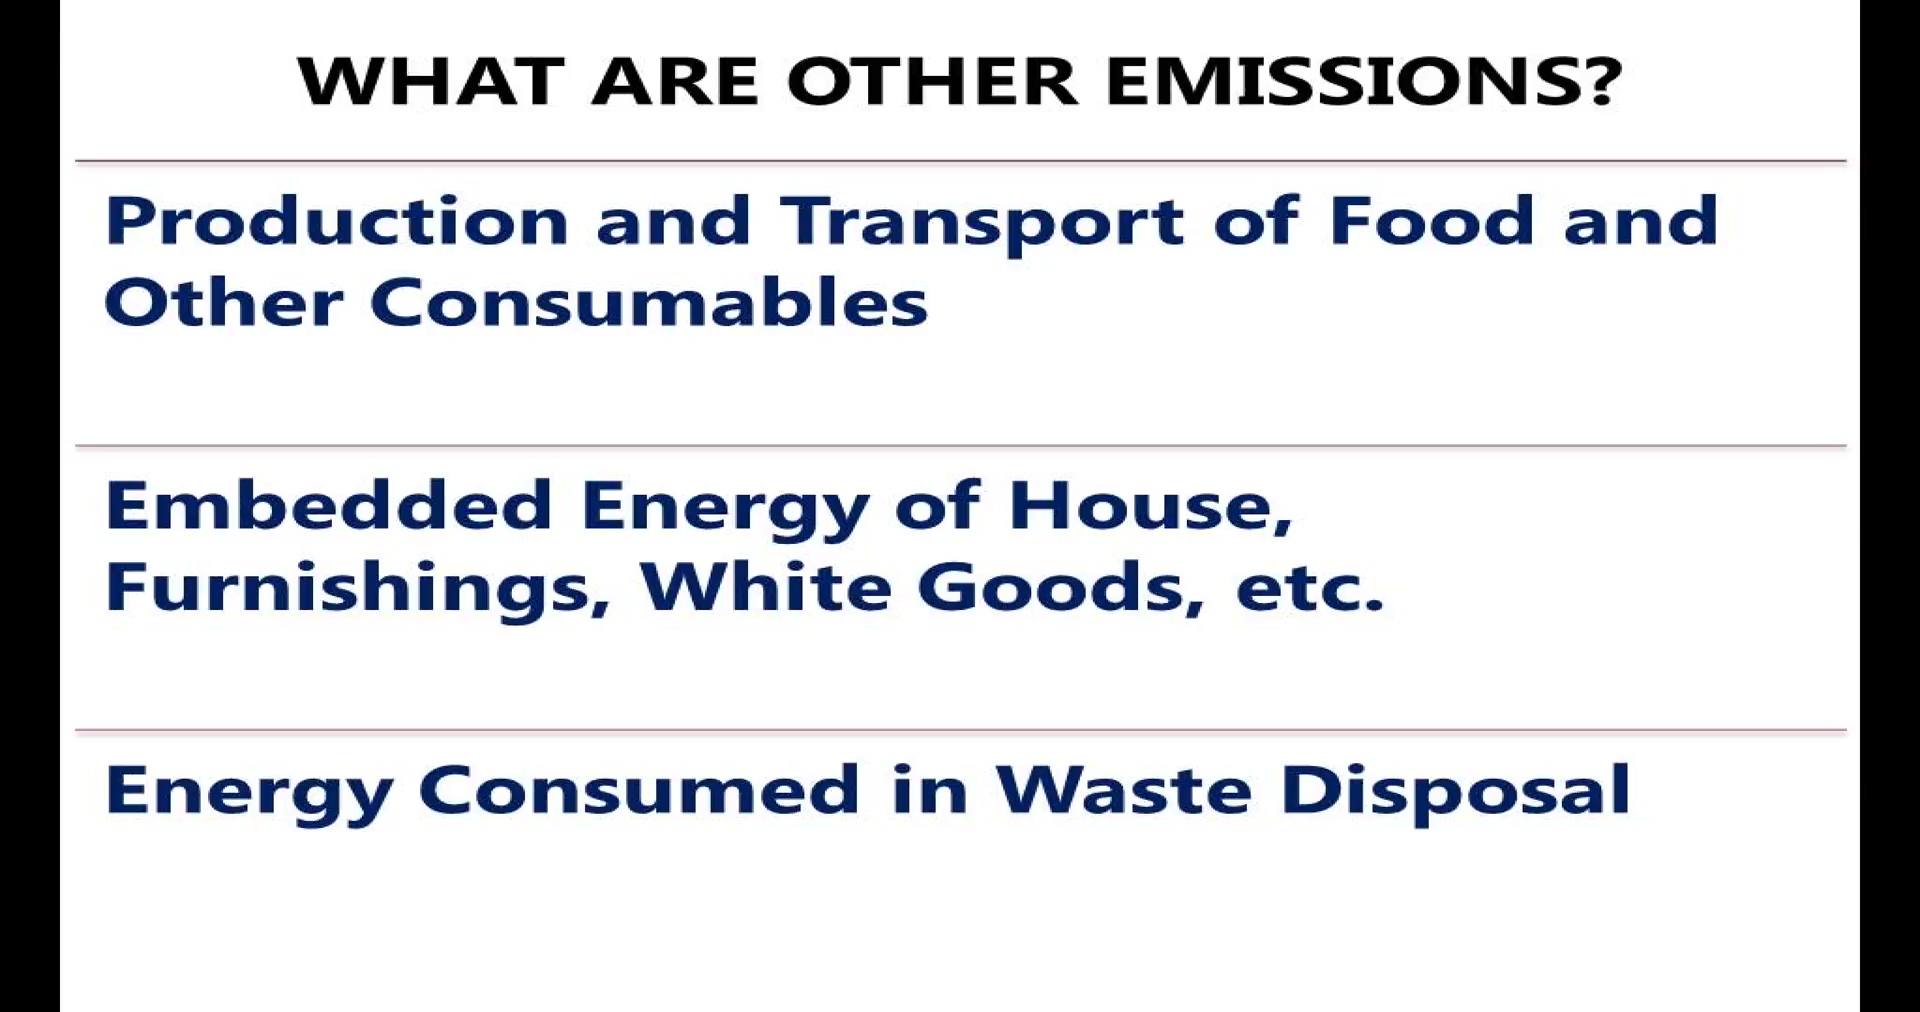 WHAT ARE OTHER EMISSIONS?
Production and Transport of Food and
Other Consumables
Embedded Energy of House,
Furnishings, White Goods, etc.
Energy Consumed in Waste Disposal